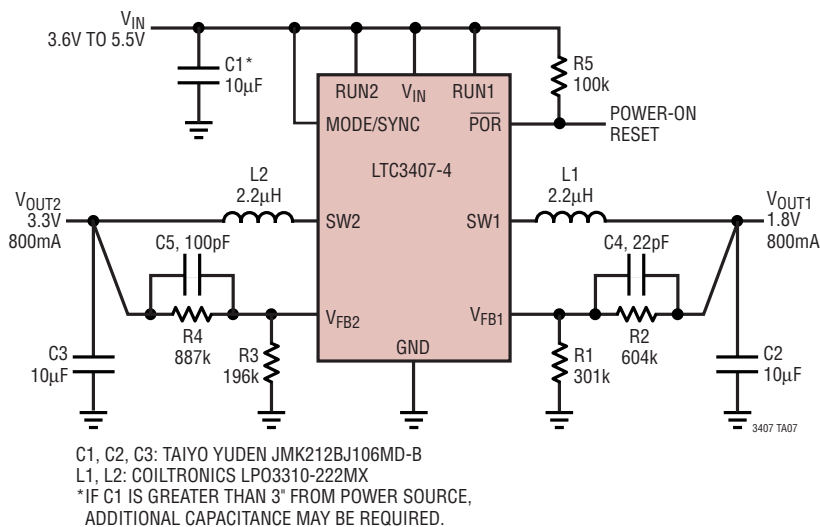 VIN
3.6V TO 5.5V
C1*
10µF
R5
100k
RUN2 VIN RUN1
MODE/SYNC
POR
POWER-ON
RESET
LTC3407-4
L2
2.2µH
L1
2.2µH
VOUT2
3.3V
800mA
SW2
SW1
VOUT1
1.8V
800mA
C5, 100pF
C4, 22pF
VFB2
VFB1
R4
887k
R2
604k
GND
C3
10µF
R3
196k
R1
301k
C2
10µF
3407 TA07
C1, C2, C3: TAIYO YUDEN JMK212BJ106MD-B
L1, L2: COILTRONICS LPO3310-222MX
*IF C1 IS GREATER THAN 3" FROM POWER SOURCE,
ADDITIONAL CAPACITANCE MAY BE REQUIRED.